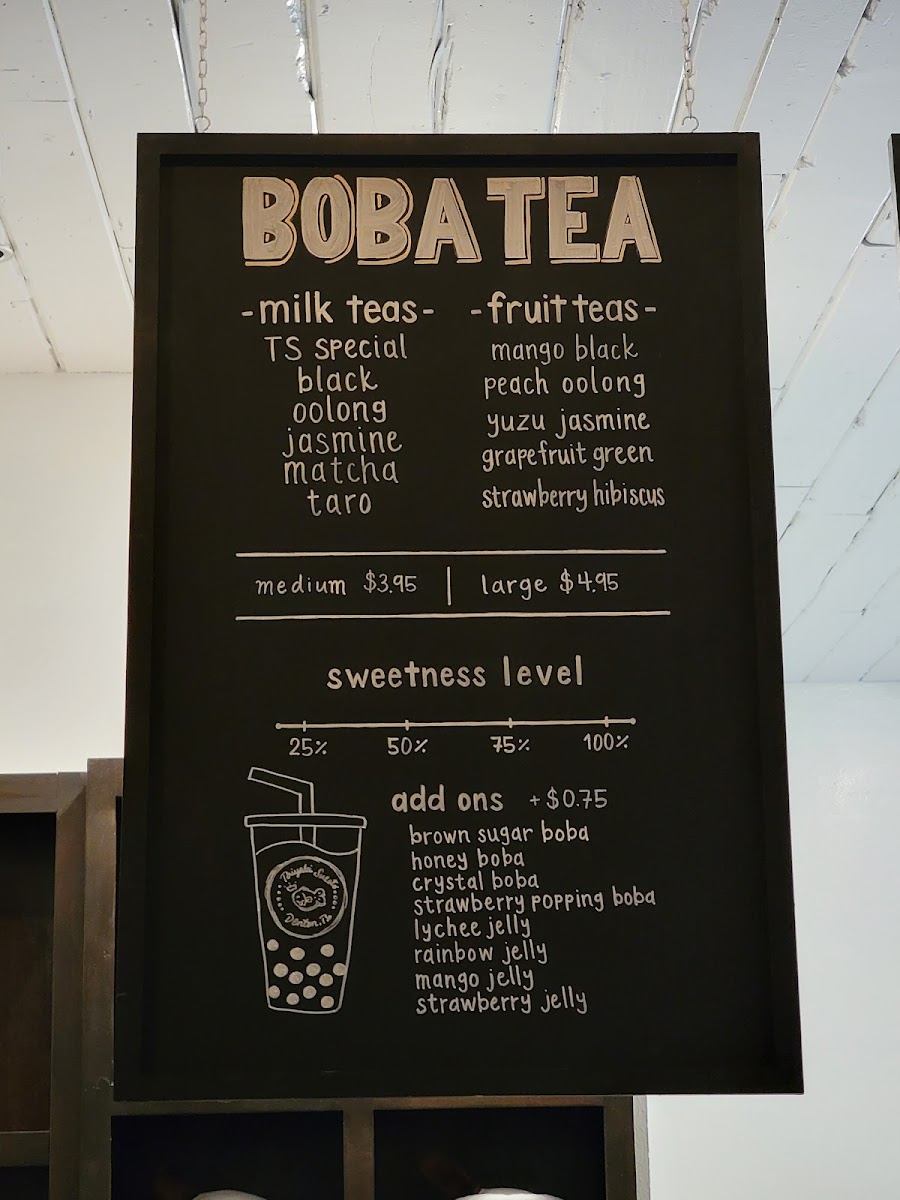 BOBA TEA
-milk teas-
TS special
black
oolong
jasmine
matcha
taro
-fruit teas-
mango black
peach oolong
yuzu jasmine
grapefruit green
strawberry hibiscus
medium $3.95 | large $4.95
sweetness level
25% 50% 75% 100%
add ons +$0.75
brown sugar boba
honey boba
crystal boba
strawberry popping boba
lychee jelly
rainbow jelly
mango jelly
strawberry jelly
Denton, Tx